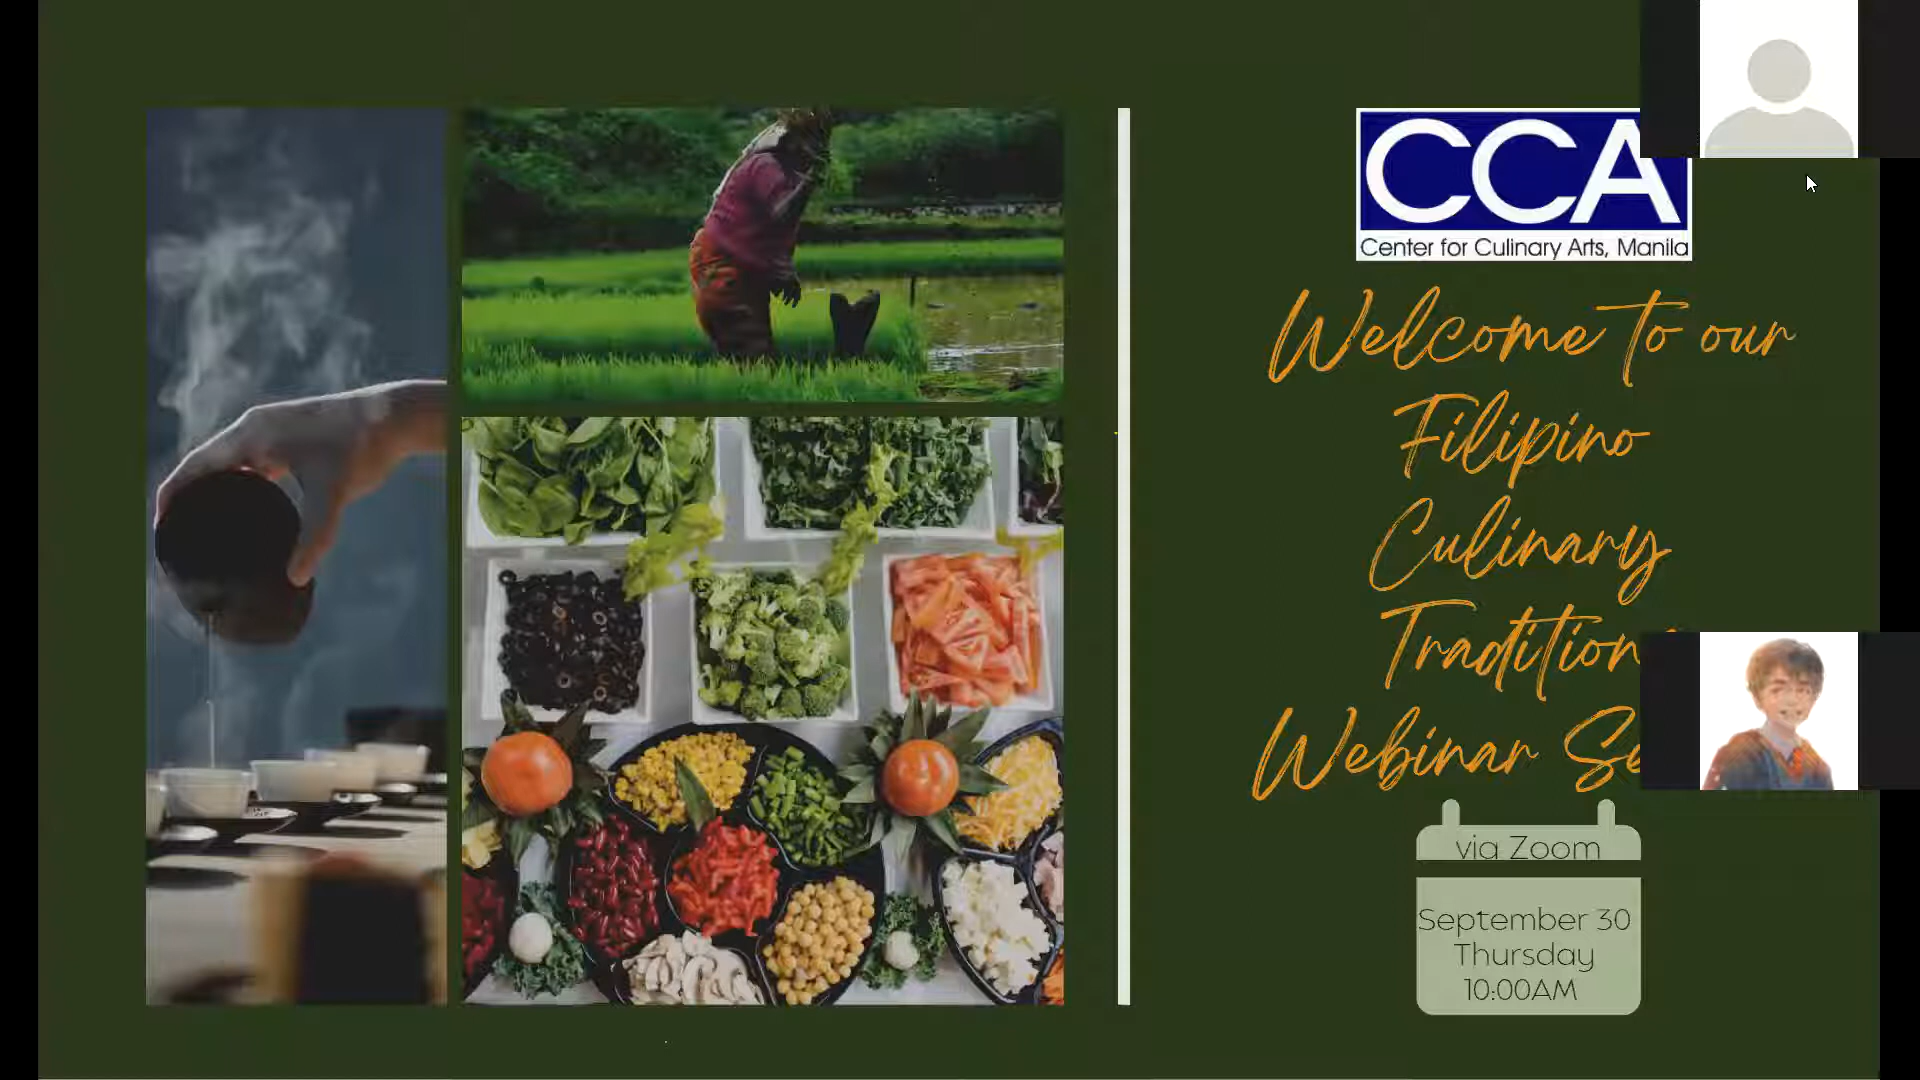 CCA
Center for Culinary Arts, Manila
Welcome to our
Filipino
Culinary
Tradition
Webinar
via Zoom
September 30
Thursday
10:00AM